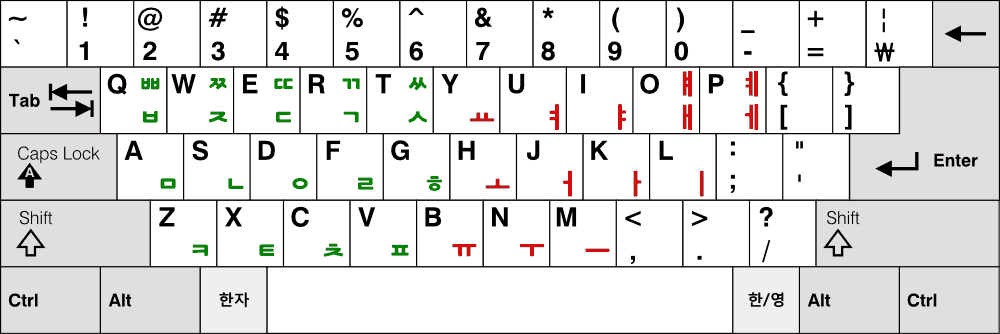 ~ ! @ # $ % ^ & * ( ) _ + ¦
` 1 2 3 4 5 6 7 8 9 0 - = ₩
Tab Q ㅃ W ㅉ E ㄸ R ㄲ T ㅆ Y U I O ㅒ P ㅖ { }
ㅂ ㅈ ㄷ ㄱ ㅅ ㅛ ㅕ ㅑ ㅐ ㅔ [ ]
Caps Lock A S D F G H J K L : " Enter
A ㅁ ㄴ ㅇ ㄹ ㅎ ㅗ ㅓ ㅏ ㅣ ; '
Shift Z X C V B N M < > ? Shift
ㅋ ㅌ ㅊ ㅍ ㅠ ㅜ ㅡ , . /
Ctrl Alt 한자 한/영 Alt Ctrl